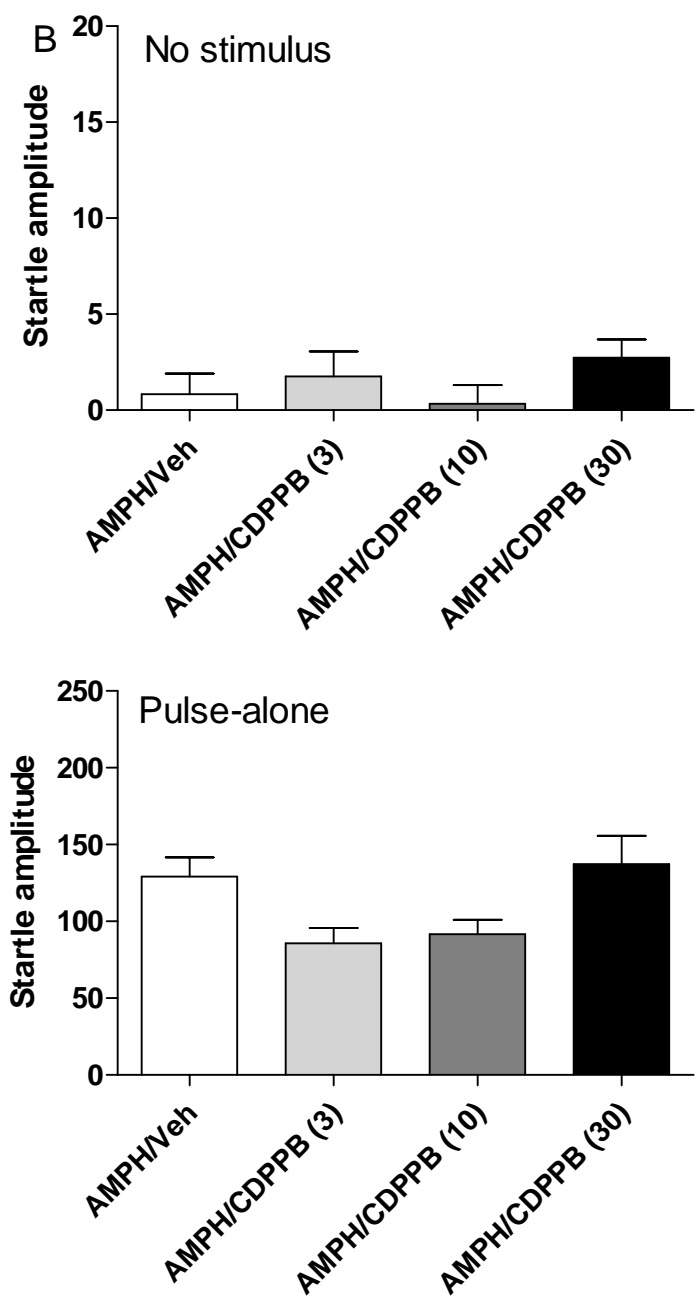 B
No stimulus
Startle amplitude
20
15
10
5
0
AMPH/Veh
AMPH/CDPPB (3)
AMPH/CDPPB (10)
AMPH/CDPPB (30)
Pulse-alone
Startle amplitude
250
200
150
100
50
0
AMPH/Veh
AMPH/CDPPB (3)
AMPH/CDPPB (10)
AMPH/CDPPB (30)